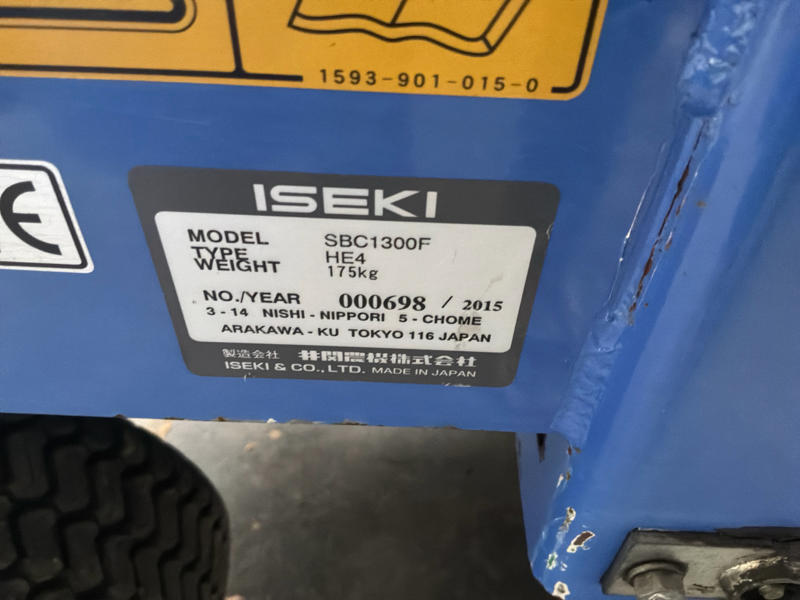 1593-901-015-0
CE
ISEKI
MODEL SBC1300F
TYPE HE4
WEIGHT 175kg
NO./YEAR 000698 / 2015
3 - 14 NISHI - NIPPORI 5 - CHOME
ARAKAWA - KU TOKYO 116 JAPAN
製造会社 井関農機株式会社
ISEKI & CO., LTD. MADE IN JAPAN